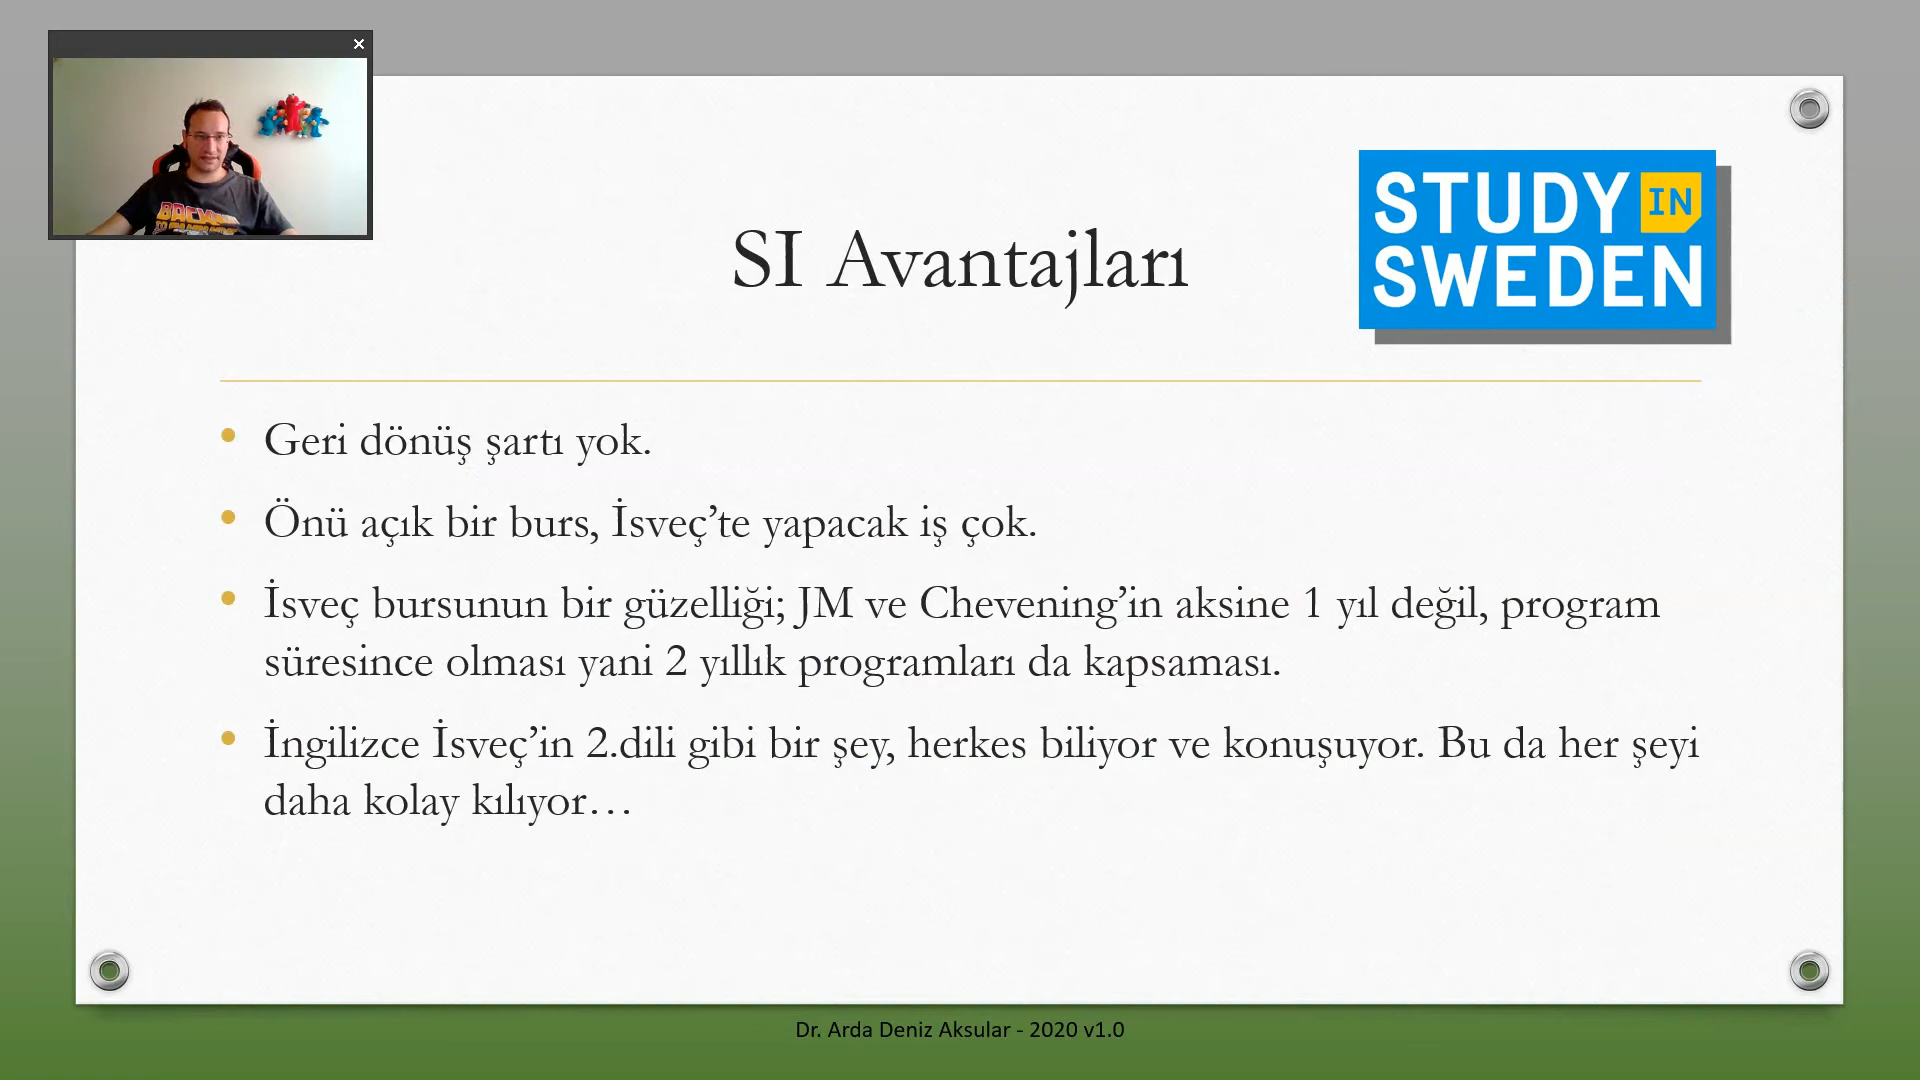 SI Avantajları
STUDY IN
SWEDEN
Geri dönüş şartı yok.
Önü açık bir burs, İsveç’te yapacak iş çok.
İsveç bursunun bir güzelliği; JM ve Chevening’in aksine 1 yıl değil, program
süresince olması yani 2 yıllık programları da kapsaması.
İngilizce İsveç’in 2.dili gibi bir şey, herkes biliyor ve konuşuyor. Bu da her şeyi
daha kolay kılıyor…
Dr. Arda Deniz Aksular - 2020 v1.0